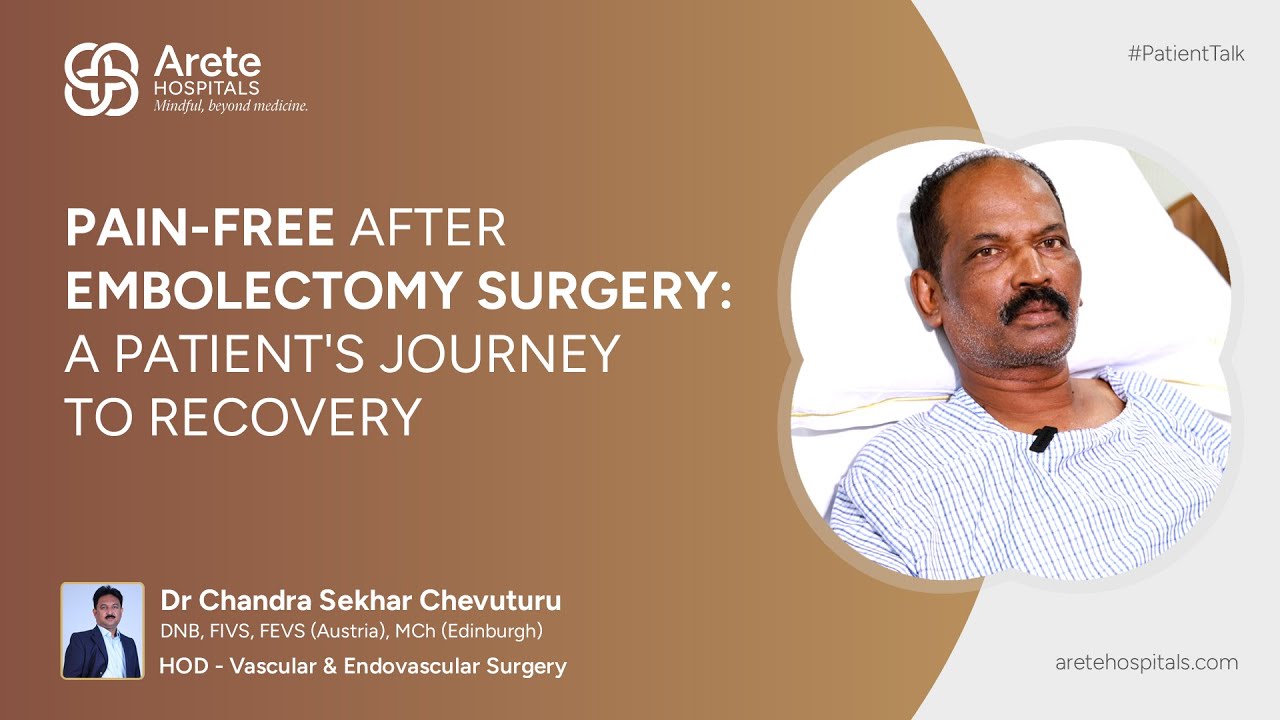 Arete
HOSPITALS
Mindful, beyond medicine.
#PatientTalk
PAIN-FREE AFTER
EMBOLECTOMY SURGERY:
A PATIENT'S JOURNEY
TO RECOVERY
Dr Chandra Sekhar Chevuturu
DNB, FIVS, FEVS (Austria), MCh (Edinburgh)
HOD - Vascular & Endovascular Surgery
aretehospitals.com